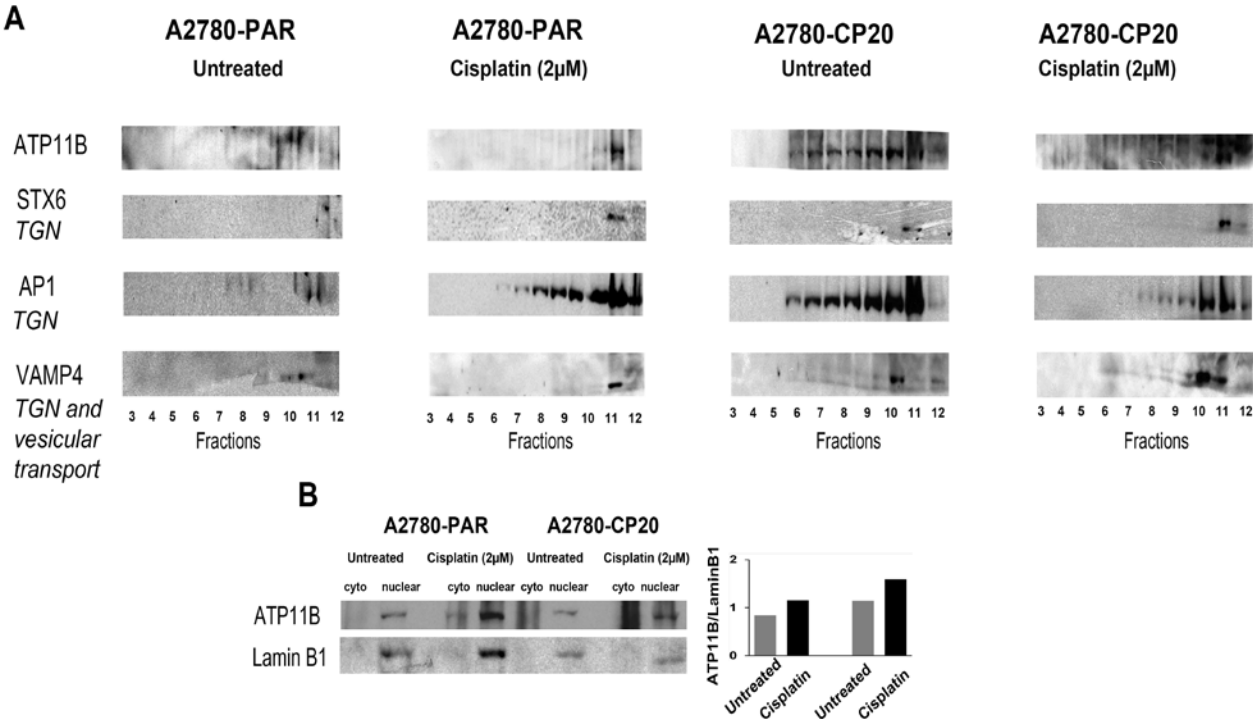 A
A2780-PAR A2780-PAR A2780-CP20 A2780-CP20
Untreated Cisplatin (2μM) Untreated Cisplatin (2μM)
ATP11B
STX6
TGN
AP1
TGN
VAMP4
TGN and
vesicular
transport
3 4 5 6 7 8 9 10 11 12 3 4 5 6 7 8 9 10 11 12 3 4 5 6 7 8 9 10 11 12 3 4 5 6 7 8 9 10 11 12
Fractions Fractions Fractions Fractions
B
A2780-PAR A2780-CP20
Untreated Cisplatin (2μM) Untreated Cisplatin (2μM)
cyto nuclear cyto nuclear cyto nuclear cyto nuclear
ATP11B
Lamin B1
ATP11B/LaminB1
2
1
0
Untreated Cisplatin Untreated Cisplatin